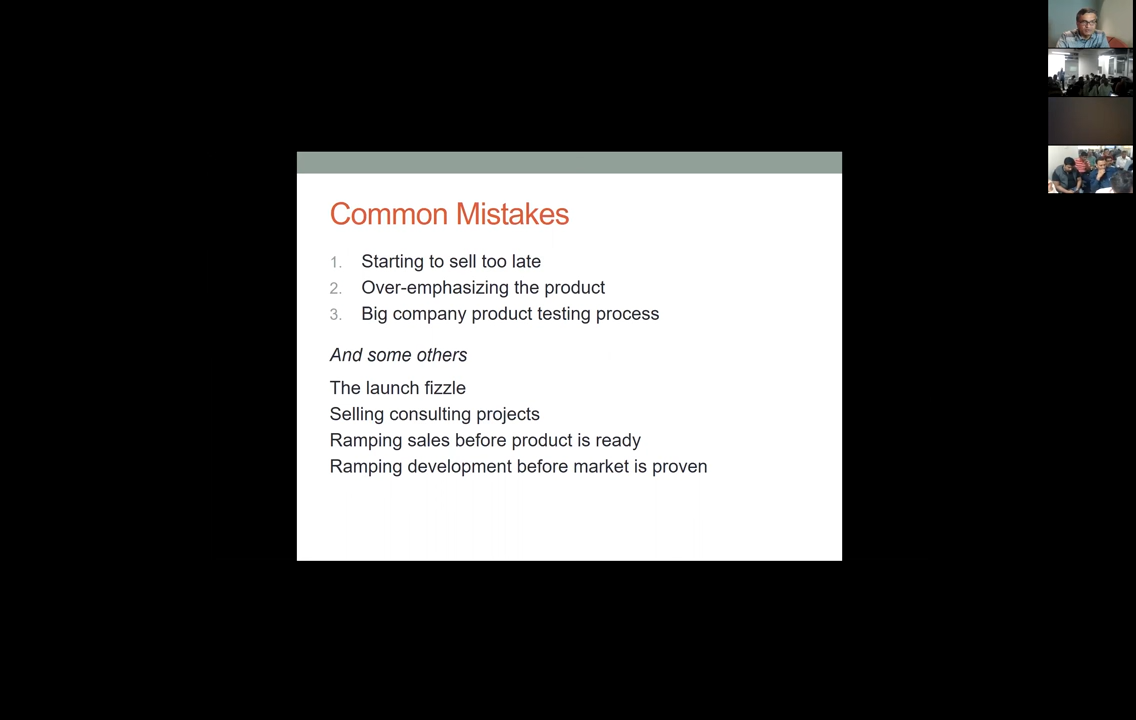 Common Mistakes
1. Starting to sell too late
2. Over-emphasizing the product
3. Big company product testing process
And some others
The launch fizzle
Selling consulting projects
Ramping sales before product is ready
Ramping development before market is proven